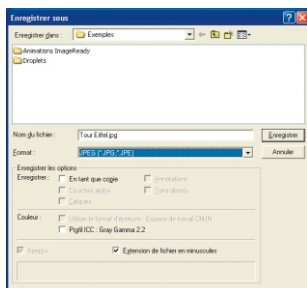 Enregistrer sous
Enregistrer dans : Exemples
Animations ImageReady
Droplets
Nom du fichier : Tour Eiffel.jpg Enregistrer
Format : JPEG (*.JPG;*.JPE) Annuler
Enregistrer les options
Enregistrer : En tant que copie Annotations
Couches alpha Tons directs
Calques
Couleur : Utiliser le format d'épreuve : Espace de travail CMJN
Profil ICC : Gray Gamma 2.2
Aperçu Extension de fichier en minuscules